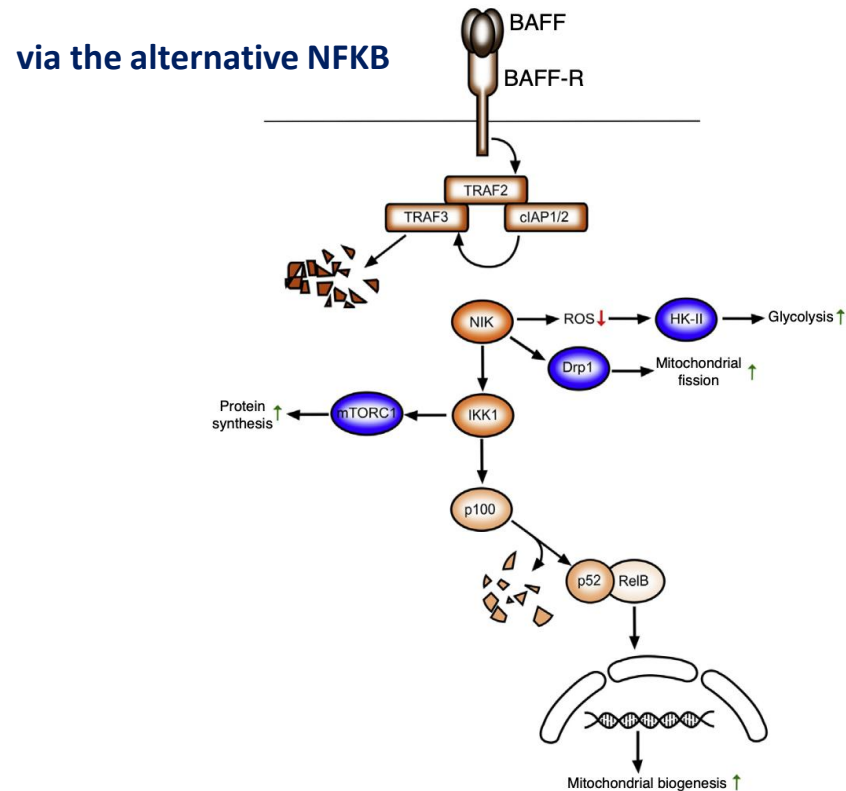 BAFF
via the alternative NFKB
BAFF-R
TRAF2
TRAF3
cIAP1/2
NIK
ROS
HK-II
Glycolysis
Drp1
Mitochondrial
fission
Protein
synthesis
mTORC1
IKK1
p100
p52
RelB
Mitochondrial biogenesis